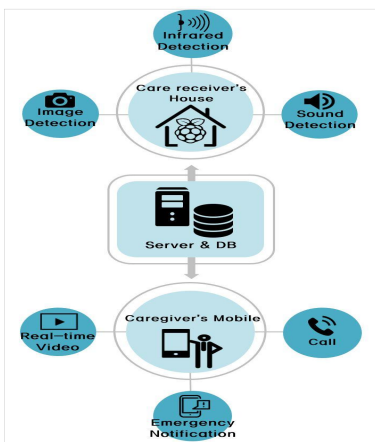 Infrared
Detection
Care receiver's
House
Image
Detection
Sound
Detection
Server & DB
Caregiver's Mobile
Real-time
Video
Call
Emergency
Notification